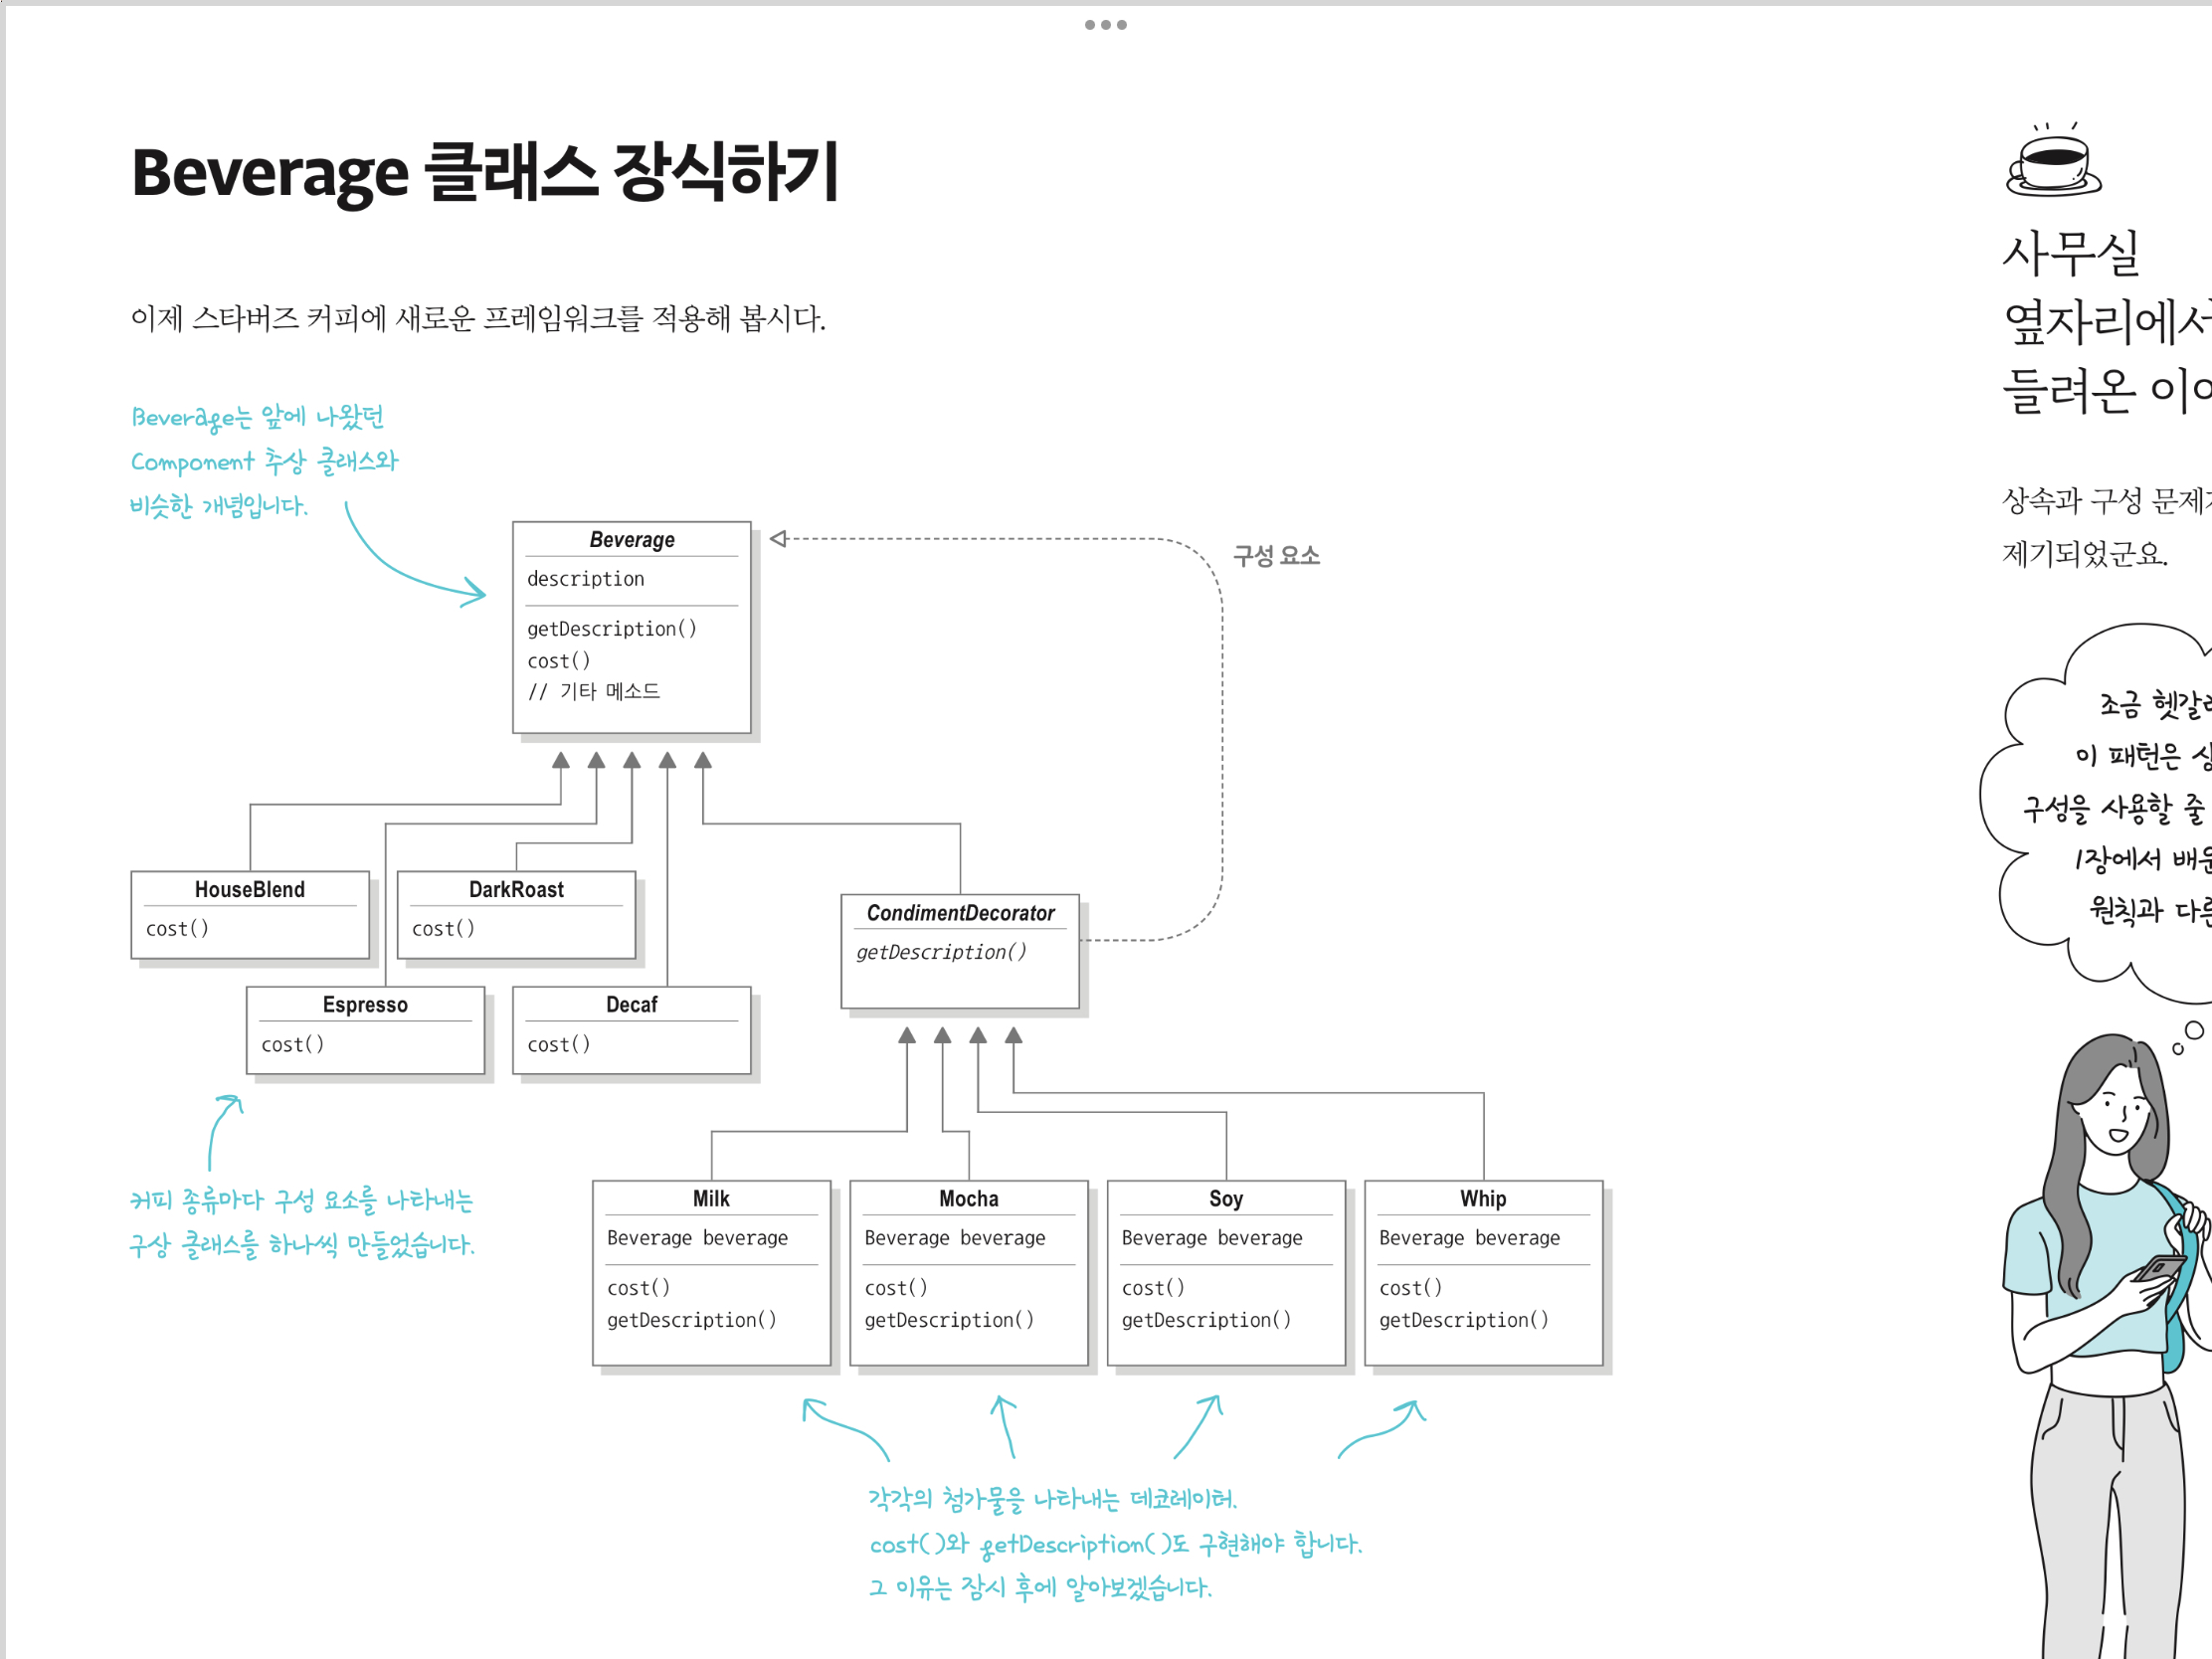 Beverage 클래스 장식하기
이제 스타버즈 커피에 새로운 프레임워크를 적용해 봅시다.
Beverage는 앞에 나왔던
Component 추상 클래스와
비슷한 개념입니다.
Beverage
description
getDescription()
cost()
// 기타 메소드
구성 요소
HouseBlend
cost()
DarkRoast
cost()
Espresso
cost()
Decaf
cost()
CondimentDecorator
getDescription()
커피 종류마다 구성 요소를 나타내는
구상 클래스를 하나씩 만들었습니다.
Milk
Beverage beverage
cost()
getDescription()
Mocha
Beverage beverage
cost()
getDescription()
Soy
Beverage beverage
cost()
getDescription()
Whip
Beverage beverage
cost()
getDescription()
각각의 첨가물을 나타내는 데코레이터.
cost()와 getDescription()도 구현해야 합니다.
그 이유는 잠시 후에 알아보겠습니다.
사무실
옆자리에서
들려온
상속과 구성
제기되었군요.
조금
이 패턴은
구성을 사용할 줄
1장에서
원칙과